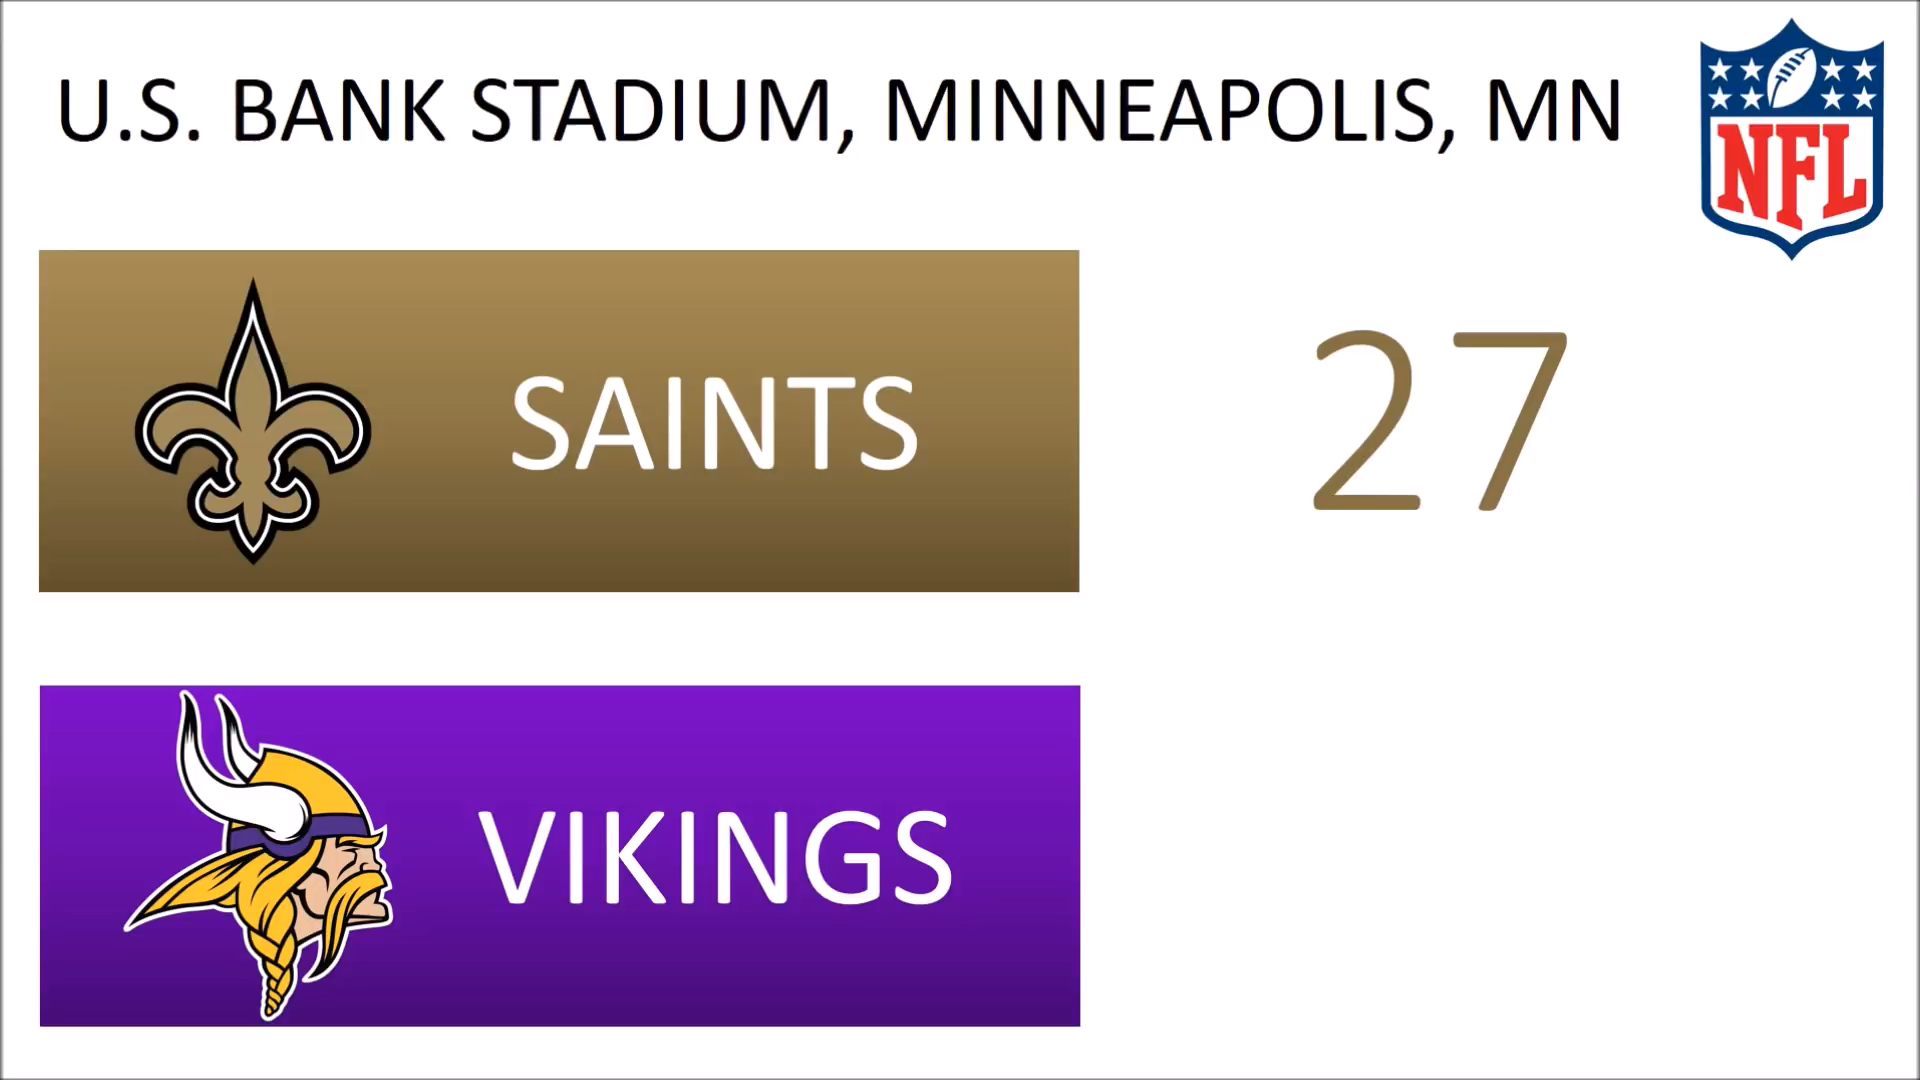 U.S. BANK STADIUM, MINNEAPOLIS, MN
NFL
SAINTS
27
VIKINGS